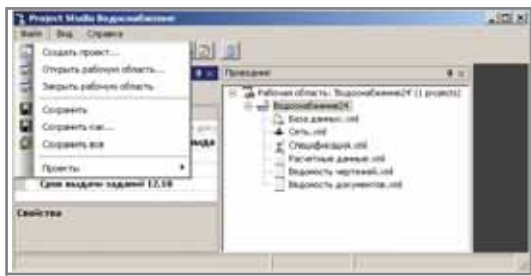 Project Studio Водоснабжение
Файл Вид Справка
Создать проект...
Открыть рабочую область...
Закрыть рабочую область
Сохранить
Сохранить как...
Сохранить все
Проекты
Срок выдачи заданий 12.10
Свойства
Проводник
Рабочая область: 'Водоснабжение24' (1 projects)
Водоснабжение24
База данных.xml
Сеть.xml
Спецификация.xml
Расчетные данные.xml
Ведомость чертежей.xml
Ведомость документов.xml